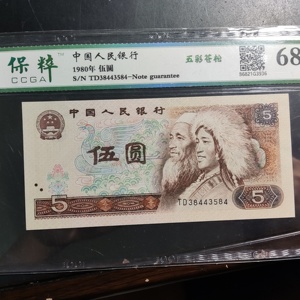 保粹
CCGA
中国人民银行
1980年 伍圓
S/N TD38443584-Note guarantee
五彩苍松
68
中国人民银行
伍圆
5
5
5
TD38443584